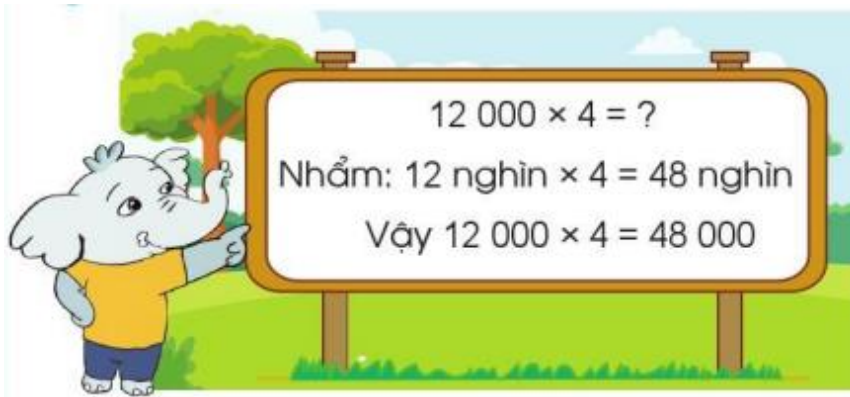 12 000 × 4 = ?
Nhẩm: 12 nghìn × 4 = 48 nghìn
Vậy 12 000 × 4 = 48 000